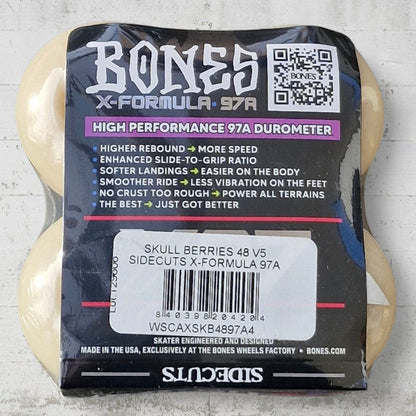 BONES
BONES
X-FORMULA • 97A
HIGH PERFORMANCE 97A DUROMETER
• HIGHER REBOUND ➔ MORE SPEED
• ENHANCED SLIDE-TO-GRIP RATIO
• SOFTER LANDINGS ➔ EASIER ON THE BODY
• SMOOTHER RIDE ➔ LESS VIBRATION ON THE FEET
• NO CRUST TOO ROUGH ➔ POWER ALL TERRAINS
• THE BEST ➔ JUST GOT BETTER
SKULL BERRIES 48 V5
SIDECUTS X-FORMULA 97A
8 40398 20420 4
WSCAXSKB4897A4
SKATER ENGINEERED AND DESIGNED
MADE IN THE USA, EXCLUSIVELY AT THE BONES WHEELS FACTORY • BONES.COM
SIDECUTS